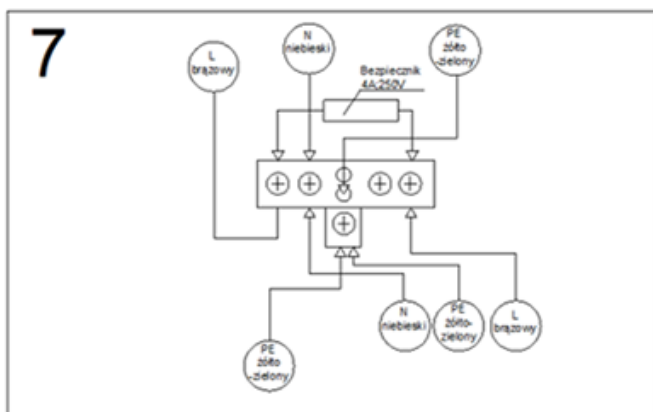 7
L
brązowy
N
niebieski
PE
żółto
-zielony
Bezpiecznik
4A;250V
N
niebieski
PE
żółto-
zielony
L
brązowy
PE
żółto
-zielony